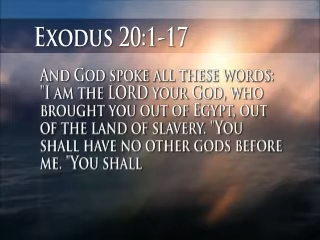 Exodus 20:1-17
And God spoke all these words:
"I am the LORD your God, who
brought you out of Egypt, out
of the land of slavery. "You
shall have no other gods before
me. "You shall